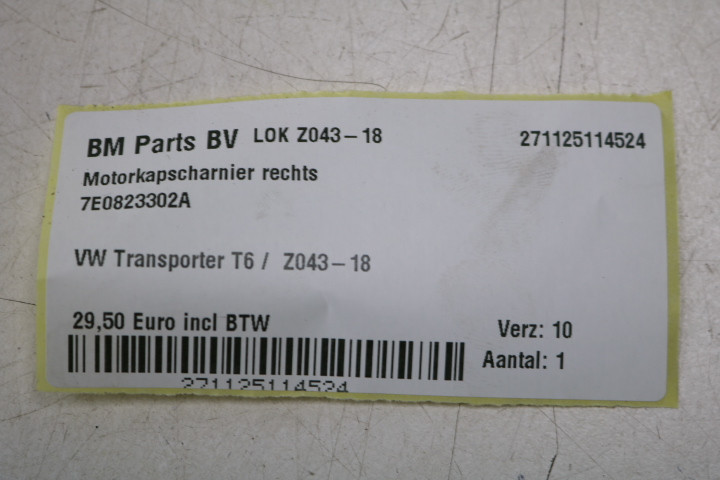 BM Parts BV LOK Z043-18 271125114524
Motorkapscharnier rechts
7E0823302A
VW Transporter T6 / Z043-18
29,50 Euro incl BTW Verz: 10
Aantal: 1
271125114524